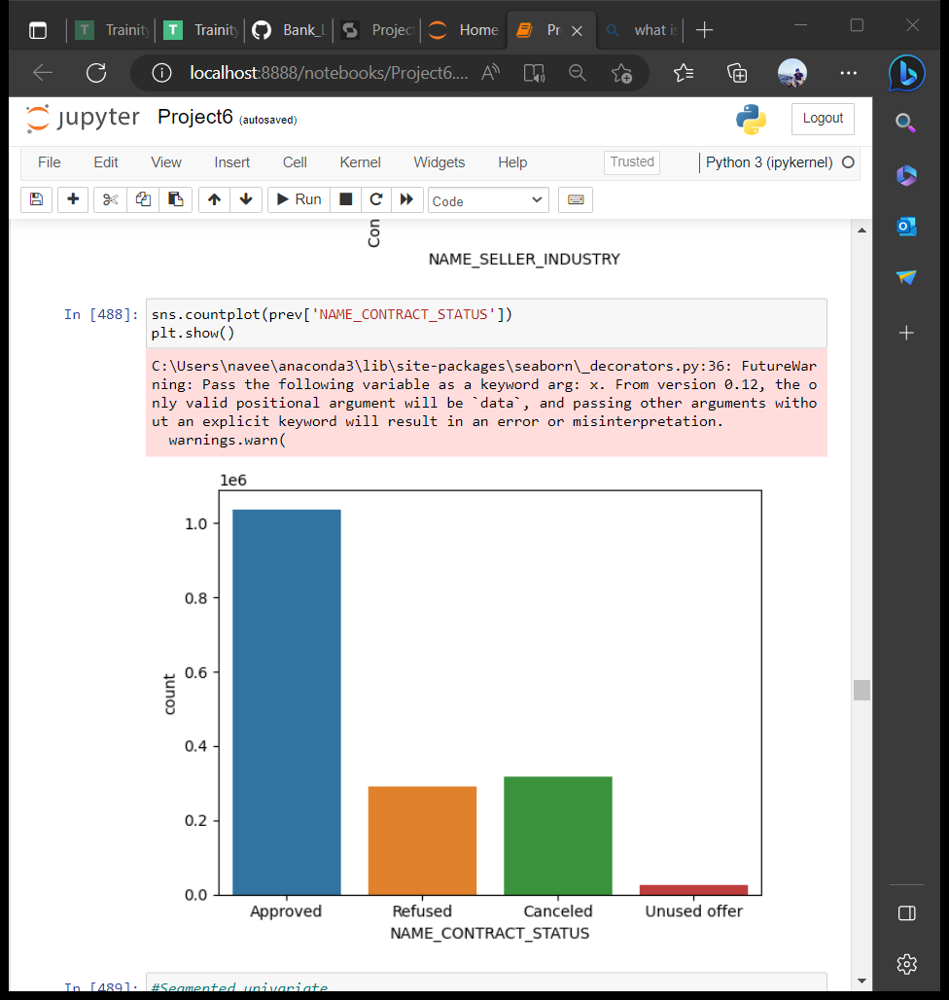 Trainity
Trainity
Bank_L
Project
Home
Pr
what is
localhost:8888/notebooks/Project6....
jupyter Project6 (autosaved)
Logout
File Edit View Insert Cell Kernel Widgets Help Trusted Python 3 (ipykernel)
Run Code
Con
NAME_SELLER_INDUSTRY
In [488]: sns.countplot(prev['NAME_CONTRACT_STATUS'])
plt.show()
C:\Users\navee\anaconda3\lib\site-packages\seaborn\_decorators.py:36: FutureWar
ning: Pass the following variable as a keyword arg: x. From version 0.12, the o
nly valid positional argument will be `data`, and passing other arguments witho
ut an explicit keyword will result in an error or misinterpretation.
warnings.warn(
1e6
1.0
0.8
0.6
0.4
0.2
0.0
count
Approved Refused Canceled Unused offer
NAME_CONTRACT_STATUS
In [489]: #Segmented univariate